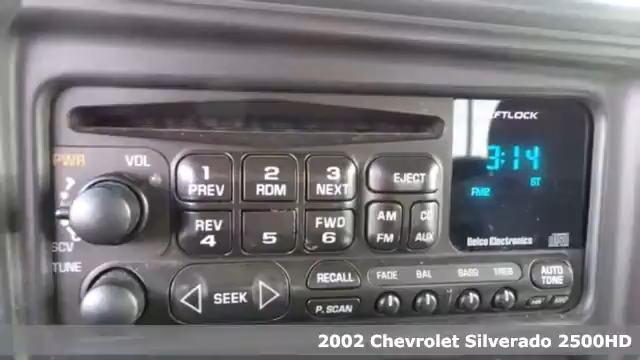 THEFTLOCK
PWR VOL
1 PREV 2 RDM 3 NEXT EJECT
3:14
FM2 ST
REV 4 5 FWD 6 AM FM CD AUX
Delco Electronics
SCV
TUNE
SEEK RECALL FADE BAL BASS TREB AUTO TONE
P.SCAN
2002 Chevrolet Silverado 2500HD